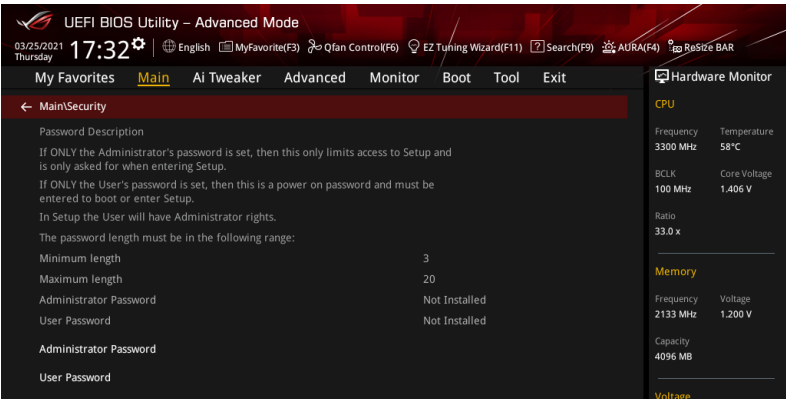 UEFI BIOS Utility – Advanced Mode
03/25/2021 Thursday 17:32 English MyFavorite(F3) Qfan Control(F6) EZ Tuning Wizard(F11) Search(F9) AURA(F4) ReSize BAR
My Favorites Main Ai Tweaker Advanced Monitor Boot Tool Exit
Hardware Monitor
← Main\Security
Password Description
If ONLY the Administrator's password is set, then this only limits access to Setup and
is only asked for when entering Setup.
If ONLY the User's password is set, then this is a power on password and must be
entered to boot or enter Setup.
In Setup the User will have Administrator rights.
The password length must be in the following range:
Minimum length 3
Maximum length 20
Administrator Password Not Installed
User Password Not Installed
Administrator Password
User Password
CPU
Frequency Temperature
3300 MHz 58°C
BCLK Core Voltage
100 MHz 1.406 V
Ratio
33.0 x
Memory
Frequency Voltage
2133 MHz 1.200 V
Capacity
4096 MB
Voltage